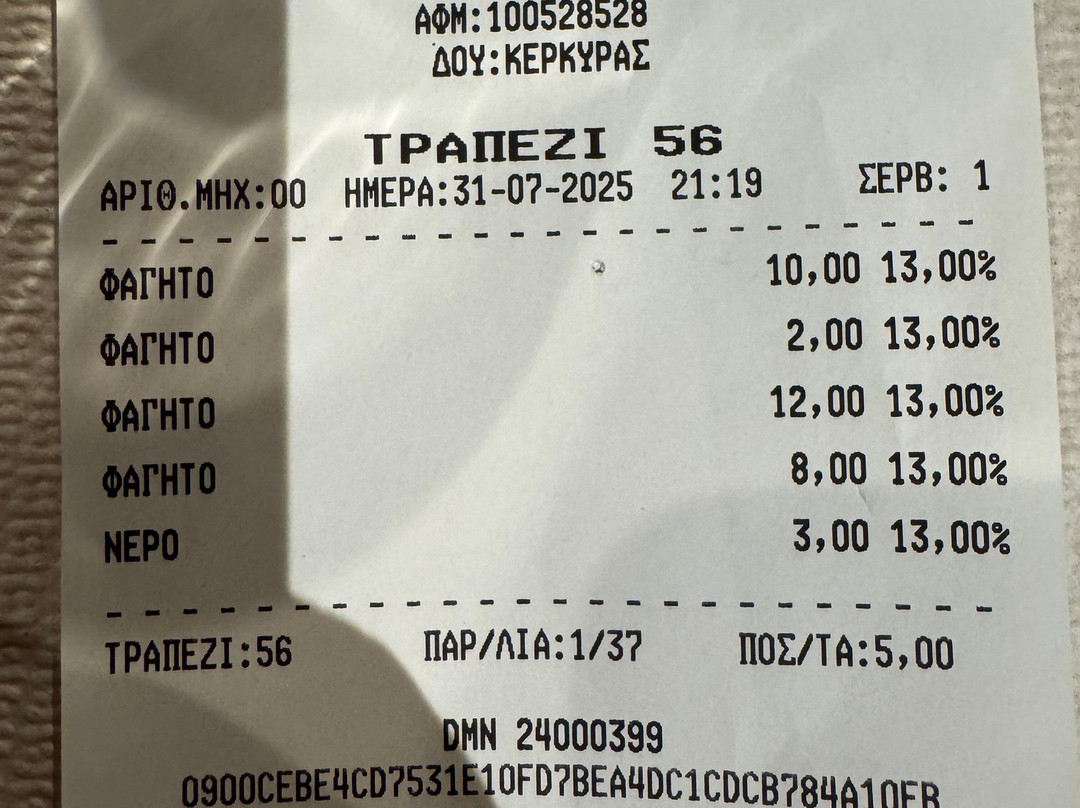 ΑΦΜ:100528528
ΔΟΥ:ΚΕΡΚΥΡΑΣ
ΤΡΑΠΕΖΙ 56
ΑΡΙΘ.ΜΗΧ:00 ΗΜΕΡΑ:31-07-2025 21:19 ΣΕΡΒ: 1
ΦΑΓΗΤΟ 10,00 13,00%
ΦΑΓΗΤΟ 2,00 13,00%
ΦΑΓΗΤΟ 12,00 13,00%
ΦΑΓΗΤΟ 8,00 13,00%
ΝΕΡΟ 3,00 13,00%
ΤΡΑΠΕΖΙ:56 ΠΑΡ/ΛΙΑ:1/37 ΠΟΣ/ΤΑ:5,00
DMN 24000399